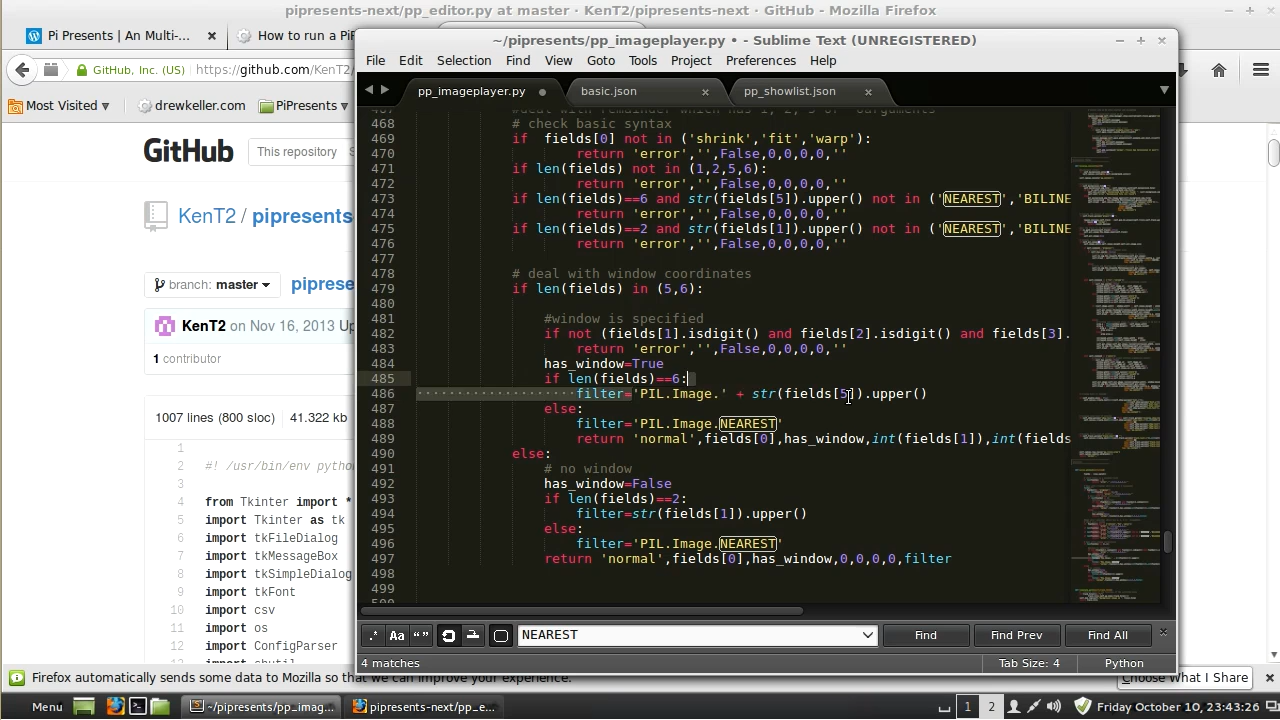 pipresents-next/pp_editor.py at master · KenT2/pipresents-next · GitHub - Mozilla Firefox
Pi Presents | An Multi-...
How to run a Pi
GitHub, Inc. (US)
https://github.com/KenT2/
Most Visited
drewkeller.com
PiPresents
GitHub
This repository
KenT2 / pipresents
branch: master
piprese
KenT2 on Nov 16, 2013 Up
1 contributor
1007 lines (800 sloc)
41.322 kb
1
2
3
4 from Tkinter import *
5 import Tkinter as tk
6 import tkFileDialog
7 import tkMessageBox
8 import tkSimpleDialog
9 import tkFont
10 import csv
11 import os
12 import ConfigParser
~/pipresents/pp_imageplayer.py • - Sublime Text (UNREGISTERED)
File Edit Selection Find View Goto Tools Project Preferences Help
pp_imageplayer.py
basic.json
pp_showlist.json
468 # check basic syntax
469 if fields[0] not in ('shrink','fit','warp'):
470 return 'error','',False,0,0,0,0,''
471 if len(fields) not in (1,2,5,6):
472 return 'error','',False,0,0,0,0,''
473 if len(fields)==6 and str(fields[5]).upper() not in ('NEAREST','BILINE
474 return 'error','',False,0,0,0,0,''
475 if len(fields)==2 and str(fields[1]).upper() not in ('NEAREST','BILINE
476 return 'error','',False,0,0,0,0,''
477
478 # deal with window coordinates
479 if len(fields) in (5,6):
480
481 #window is specified
482 if not (fields[1].isdigit() and fields[2].isdigit() and fields[3].
483 return 'error','',False,0,0,0,0,''
484 has_window=True
485 if len(fields)==6:
486 filter='PIL.Image.' + str(fields[5]).upper()
487 else:
488 filter='PIL.Image.NEAREST'
489 return 'normal',fields[0],has_window,int(fields[1]),int(fields
490 else:
491 # no window
492 has_window=False
493 if len(fields)==2:
494 filter=str(fields[1]).upper()
495 else:
496 filter='PIL.Image.NEAREST'
497 return 'normal',fields[0],has_window,0,0,0,0,filter
498
499
NEAREST
Find
Find Prev
Find All
4 matches
Tab Size: 4
Python
Firefox automatically sends some data to Mozilla so that we can improve your experience.
Choose What I Share
Menu
~/pipresents/pp_imag...
pipresents-next/pp_e...
1 2
Friday October 10, 23:43:26